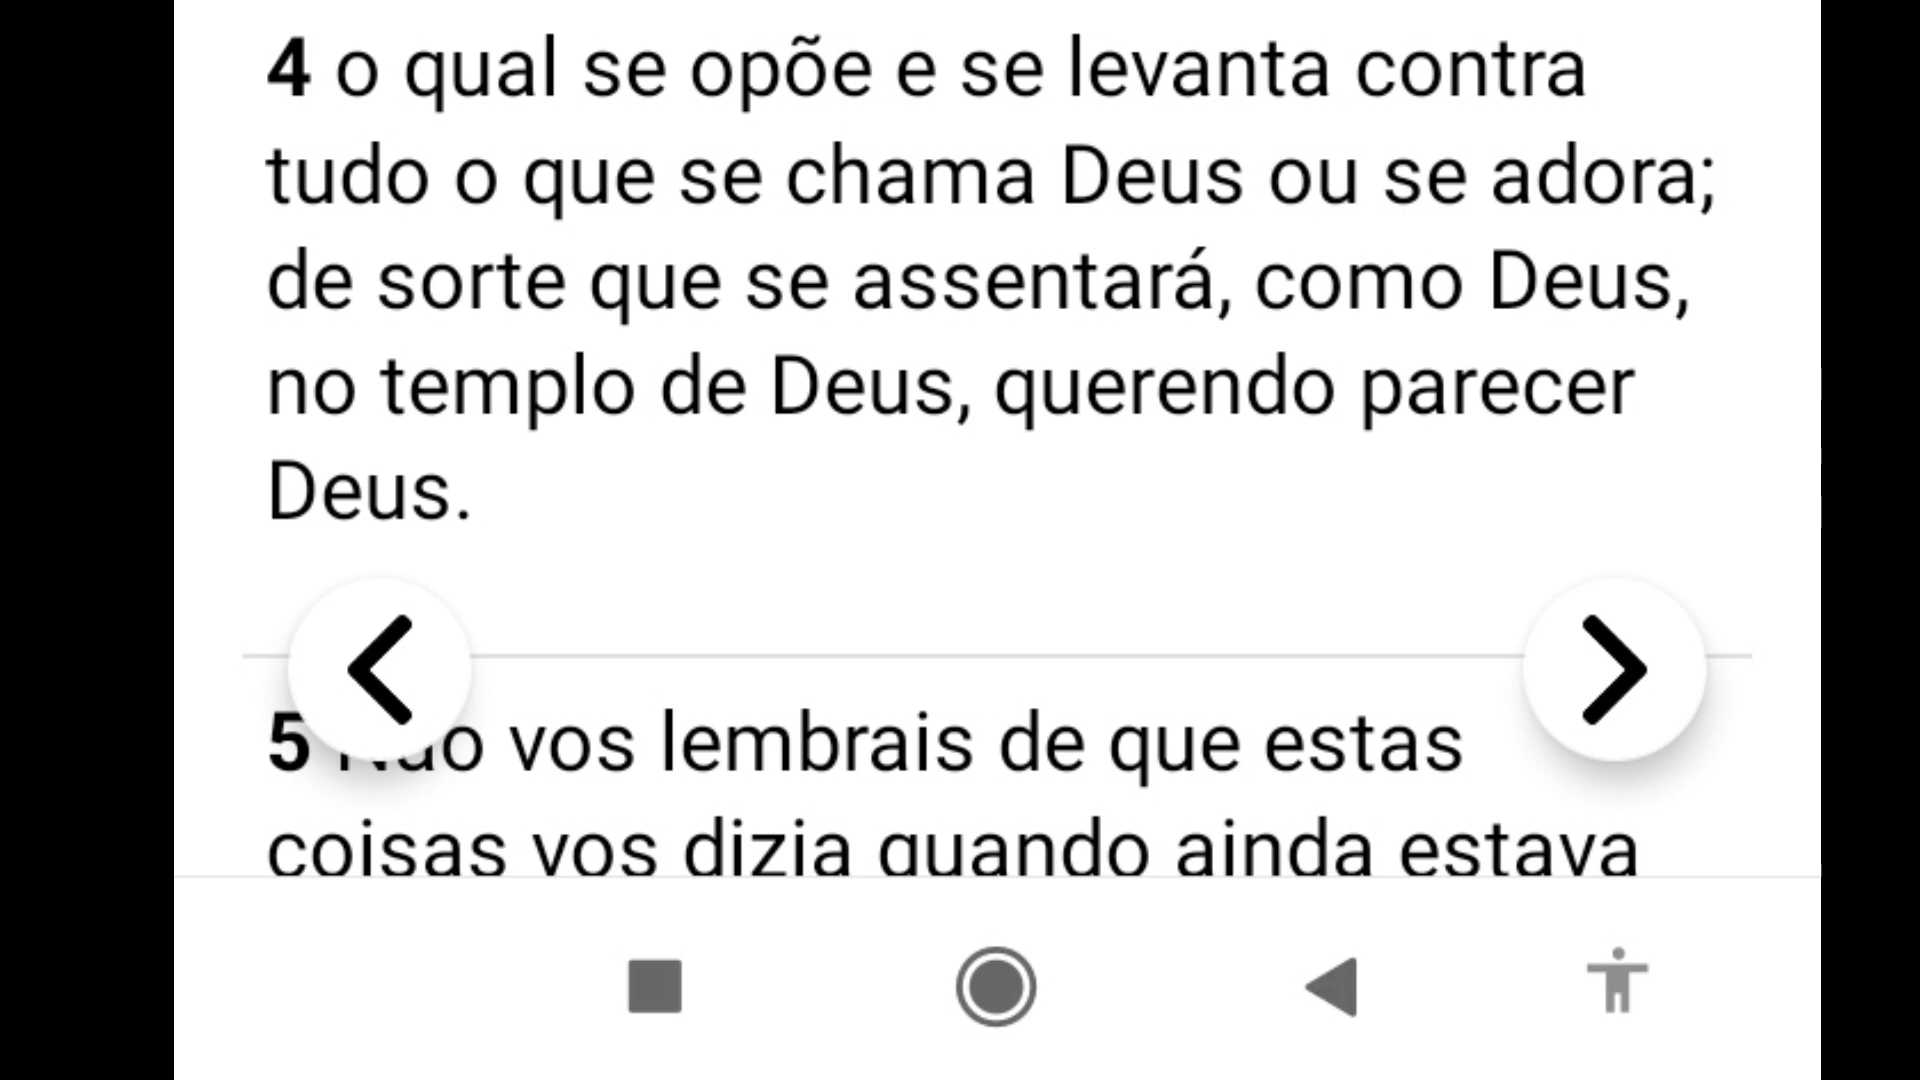 4 o qual se opõe e se levanta contra
tudo o que se chama Deus ou se adora;
de sorte que se assentará, como Deus,
no templo de Deus, querendo parecer
Deus.
5 Não vos lembrais de que estas
coisas vos dizia quando ainda estava